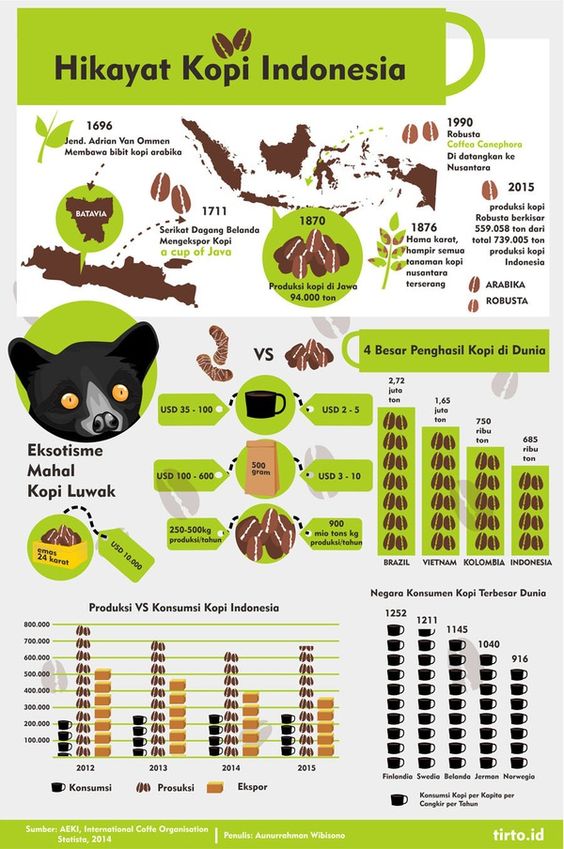 Hikayat Kopi Indonesia
1696
Jend. Adrian Van Ommen
Membawa bibit kopi arabika
BATAVIA
1711
Serikat Dagang Belanda
Mengekspor Kopi
a cup of Java
1870
Produksi kopi di Jawa
94.000 ton
1990
Robusta
Coffea Canephora
Di datangkan ke
Nusantara
1876
Hama karat,
hampir semua
tanaman kopi
nusantara
terserang
2015
produksi kopi
Robusta berkisar
559.058 ton dari
total 739.005 ton
produksi kopi
Indonesia
ARABIKA
ROBUSTA
Eksotisme
Mahal
Kopi Luwak
emas
24 karat
USD 10.000
VS
USD 35 - 100
USD 2 - 5
USD 100 - 600
500
gram
USD 3 - 10
250-500kg
produksi/tahun
900
mio tons kg
produksi/tahun
4 Besar Penghasil Kopi di Dunia
2,72
juta
ton
1,65
juta
ton
750
ribu
ton
685
ribu
ton
BRAZIL VIETNAM KOLOMBIA INDONESIA
Produksi VS Konsumsi Kopi Indonesia
800.000
700.000
600.000
500.000
400.000
300.000
200.000
100.000
2012 2013 2014 2015
Konsumsi Prosuksi Ekspor
Negara Konsumen Kopi Terbesar Dunia
1252 1211 1145 1040 916
Finlandia Swedia Belanda Jermon Norwegia
Konsumsi Kopi per Kapita per
Cangkir per Tahun
Sumber: AEKI, International Coffe Organisation
Statista, 2014
Penulis: Aunurrahman Wibisono
tirto.id